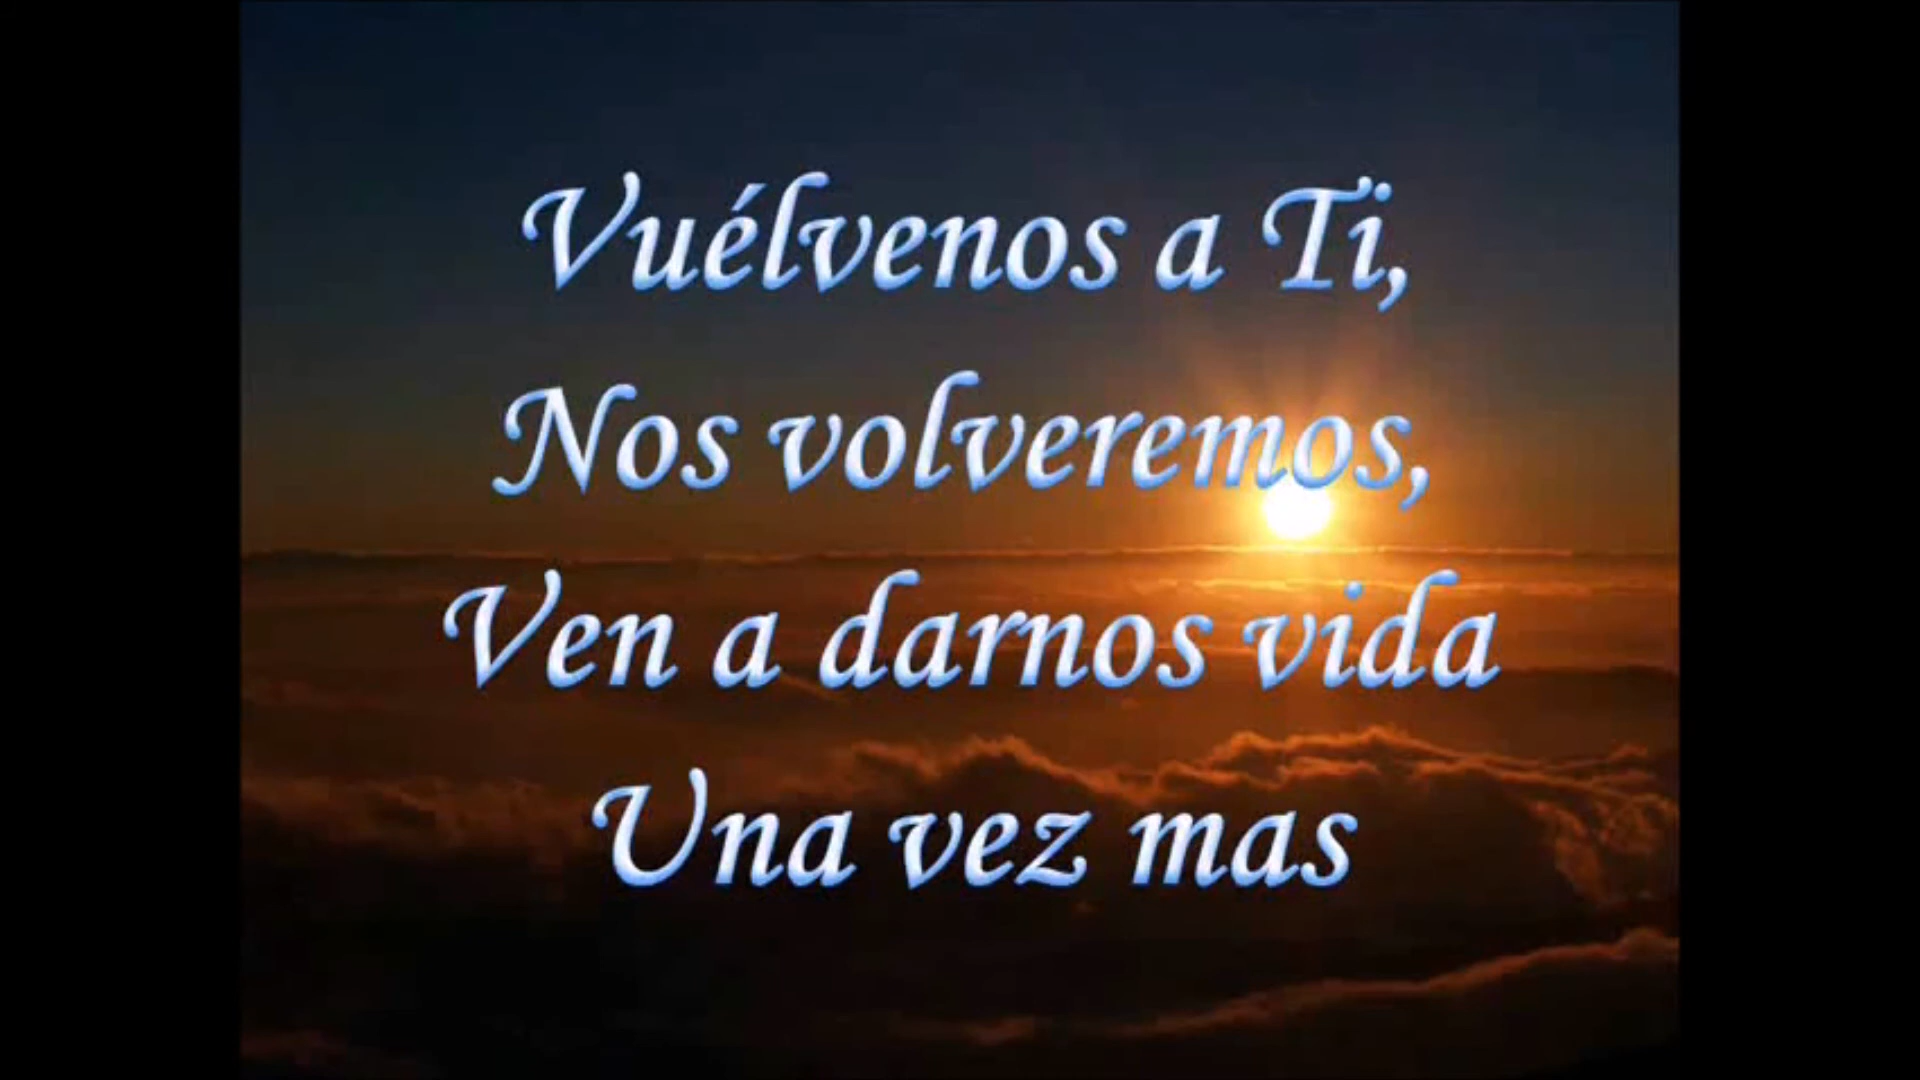 Vuélvenos a Ti,
Nos volveremos,
Ven a darnos vida
Una vez mas